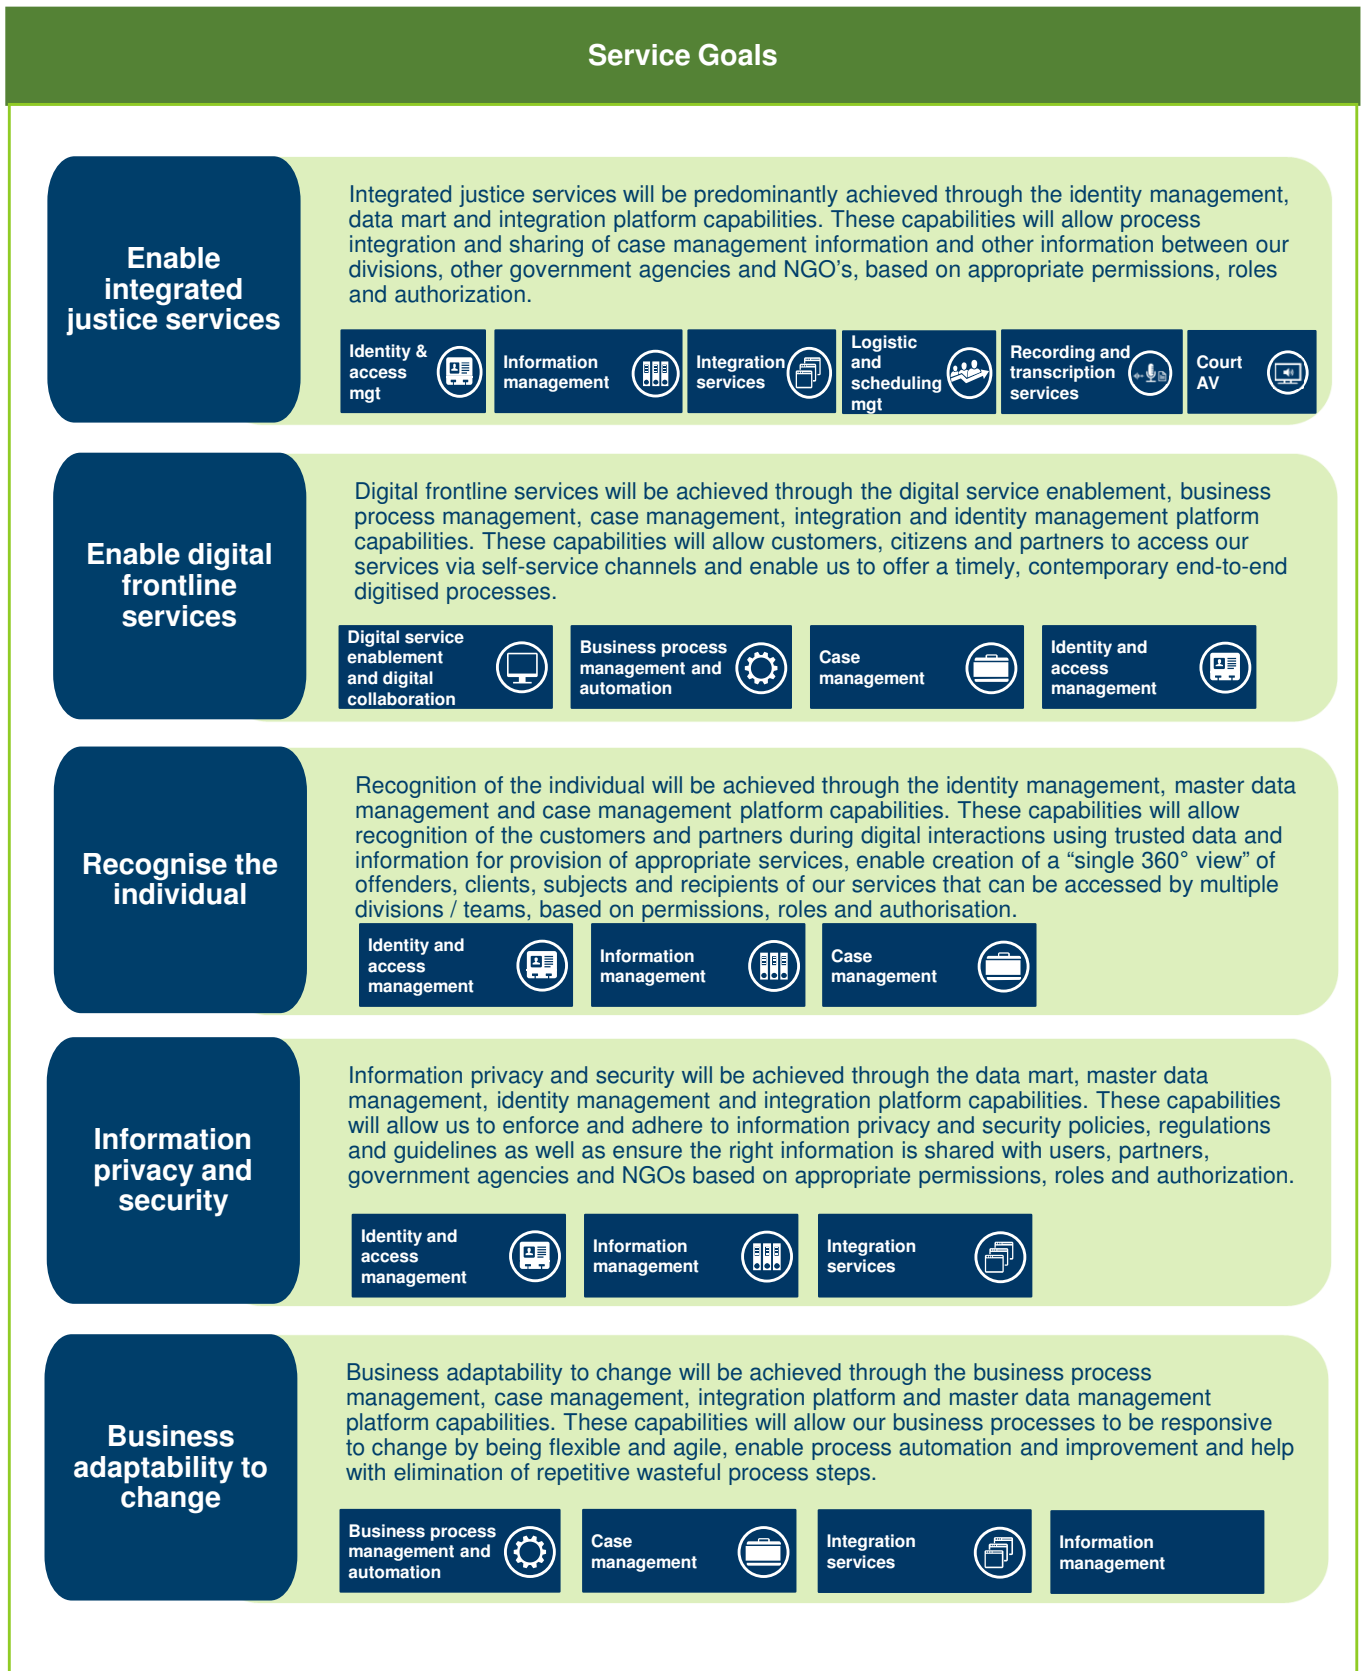 Service Goals
Enable
integrated
justice services
Integrated justice services will be predominantly achieved through the identity management,
data mart and integration platform capabilities. These capabilities will allow process
integration and sharing of case management information and other information between our
divisions, other government agencies and NGO's, based on appropriate permissions, roles
and authorization.
Identity &
access
mgt
Information
management
Integration
services
Logistic
and
scheduling
mgt
Recording and
transcription
services
Court
AV
Enable digital
frontline
services
Digital frontline services will be achieved through the digital service enablement, business
process management, case management, integration and identity management platform
capabilities. These capabilities will allow customers, citizens and partners to access our
services via self-service channels and enable us to offer a timely, contemporary end-to-end
digitised processes.
Digital service
enablement
and digital
collaboration
Business process
management and
automation
Case
management
Identity and
access
management
Recognise the
individual
Recognition of the individual will be achieved through the identity management, master data
management and case management platform capabilities. These capabilities will allow
recognition of the customers and partners during digital interactions using trusted data and
information for provision of appropriate services, enable creation of a “single 360° view” of
offenders, clients, subjects and recipients of our services that can be accessed by multiple
divisions / teams, based on permissions, roles and authorisation.
Identity and
access
management
Information
management
Case
management
Information
privacy and
security
Information privacy and security will be achieved through the data mart, master data
management, identity management and integration platform capabilities. These capabilities
will allow us to enforce and adhere to information privacy and security policies, regulations
and guidelines as well as ensure the right information is shared with users, partners,
government agencies and NGOs based on appropriate permissions, roles and authorization.
Identity and
access
management
Information
management
Integration
services
Business
adaptability to
change
Business adaptability to change will be achieved through the business process
management, case management, integration platform and master data management
platform capabilities. These capabilities will allow our business processes to be responsive
to change by being flexible and agile, enable process automation and improvement and help
with elimination of repetitive wasteful process steps.
Business process
management and
automation
Case
management
Integration
services
Information
management